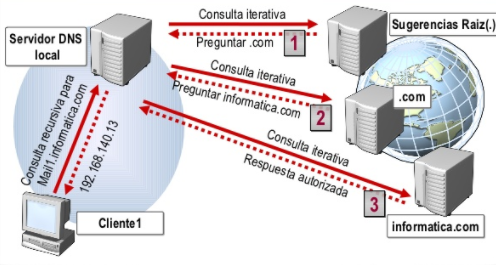 Servidor DNS
local
Consulta iterativa
Preguntar .com
1
Sugerencias Raiz(.)
Consulta iterativa
Preguntar informatica.com
2
.com
Consulta iterativa
Respuesta autorizada
3
informatica.com
Consulta recursiva para
Mail1.informatica.com
192.168.140.13
Cliente1